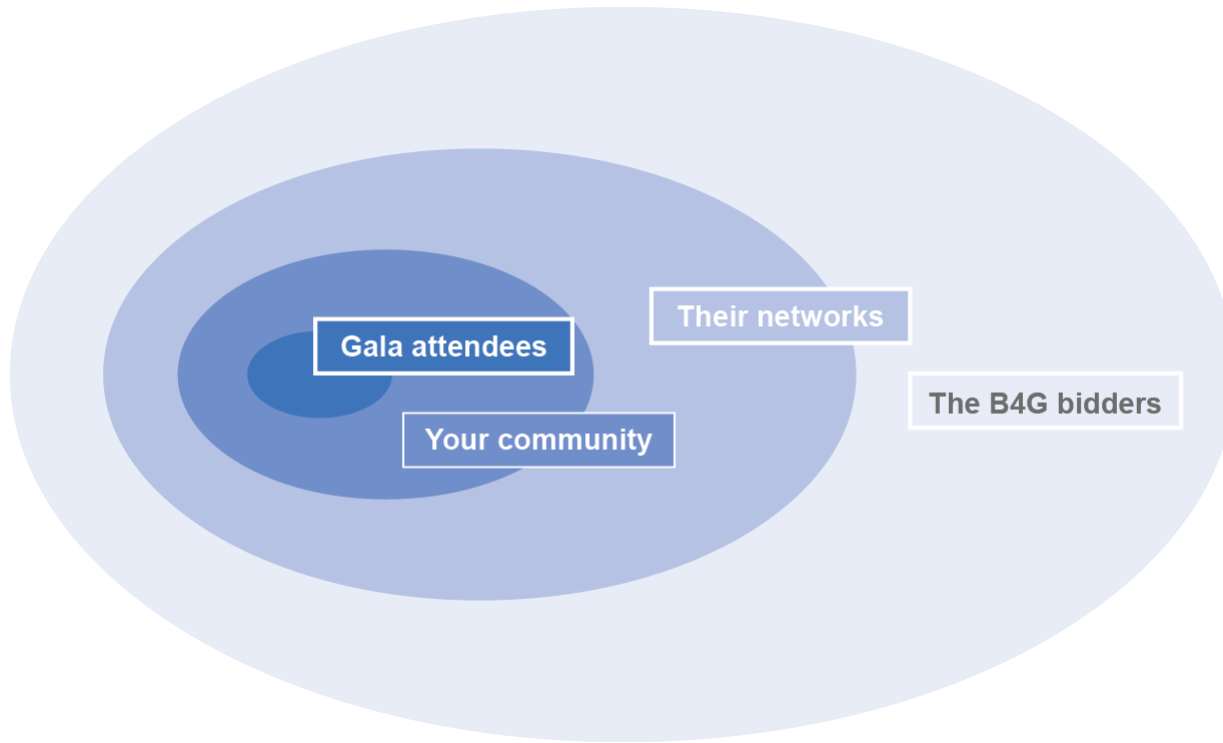 Their networks
Gala attendees
The B4G bidders
Your community